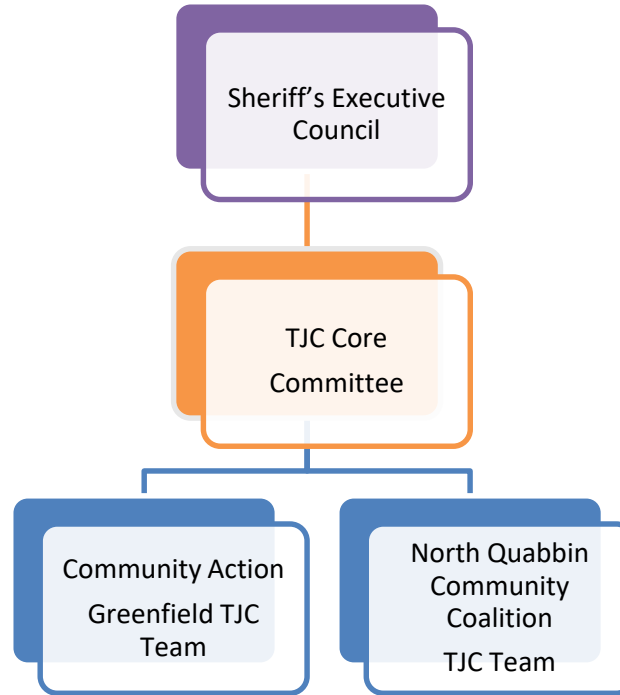 Sheriff’s Executive
Council
TJC Core
Committee
Community Action
Greenfield TJC
Team
North Quabbin
Community
Coalition
TJC Team